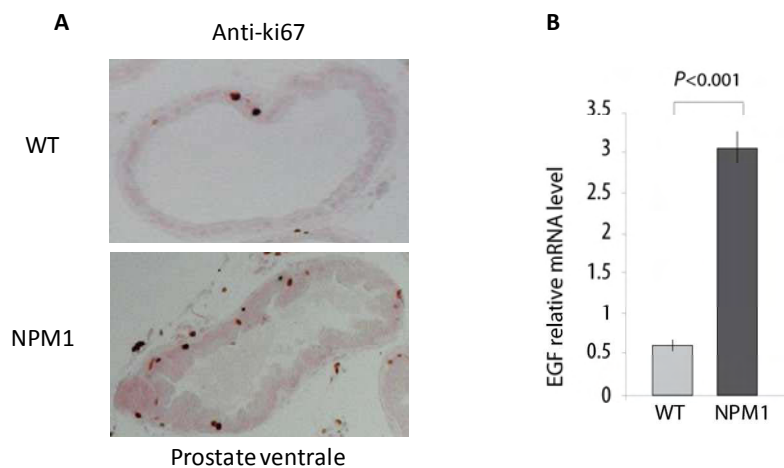 A
Anti-ki67
WT
NPM1
Prostate ventrale
B
P<0.001
EGF relative mRNA level
3.5
3
2.5
2
1.5
1
0.5
0
WT
NPM1